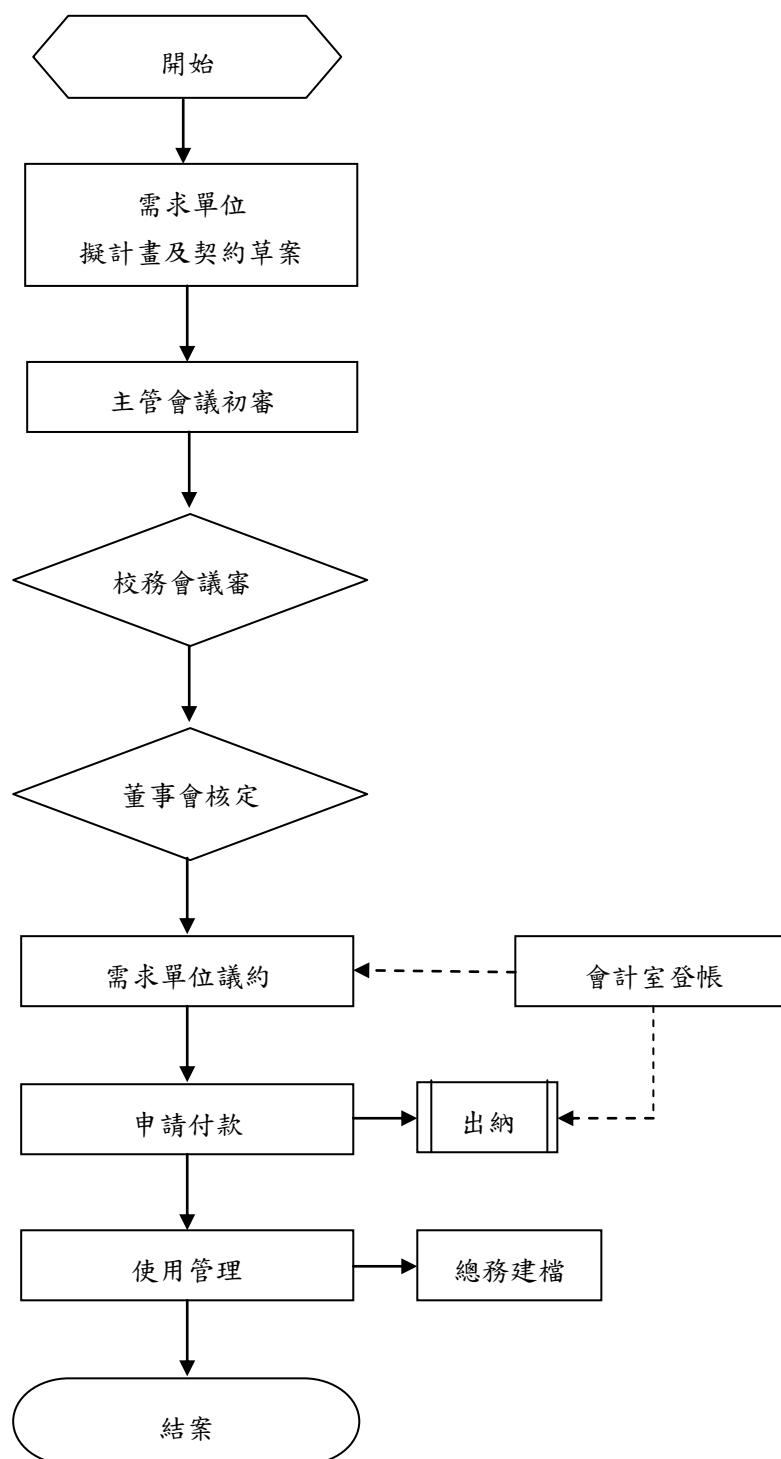 開始
需求單位
擬計畫及契約草案
主管會議初審
校務會議審
董事會核定
需求單位議約
會計室登帳
申請付款
出納
使用管理
總務建檔
結案